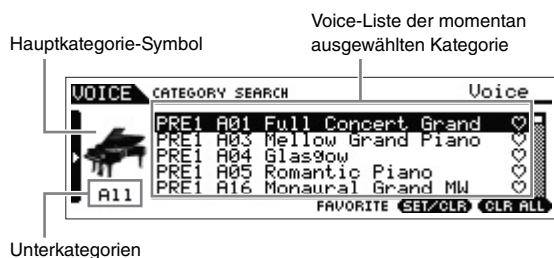 Hauptkategorie-Symbol
Voice-Liste der momentan
ausgewählten Kategorie
VOICE CATEGORY SEARCH Voice
PRE1 A01 Full Concert Grand
PRE1 A03 Mellow Grand Piano
PRE1 A04 Glasgow
PRE1 A05 Romantic Piano
PRE1 A16 Monaural Grand MW
All
FAVORITE SET/CLR CLR ALL
Unterkategorien